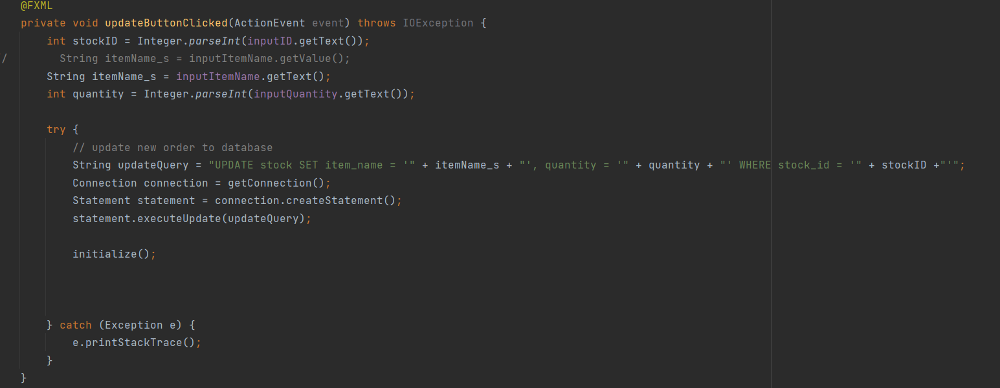 @FXML
private void updateButtonClicked(ActionEvent event) throws IOException {
int stockID = Integer.parseInt(inputID.getText());
/ String itemName_s = inputItemName.getValue();
String itemName_s = inputItemName.getText();
int quantity = Integer.parseInt(inputQuantity.getText());
try {
// update new order to database
String updateQuery = "UPDATE stock SET item_name = '" + itemName_s + "', quantity = '" + quantity + "' WHERE stock_id = '" + stockID +"'";
Connection connection = getConnection();
Statement statement = connection.createStatement();
statement.executeUpdate(updateQuery);
initialize();
} catch (Exception e) {
e.printStackTrace();
}
}